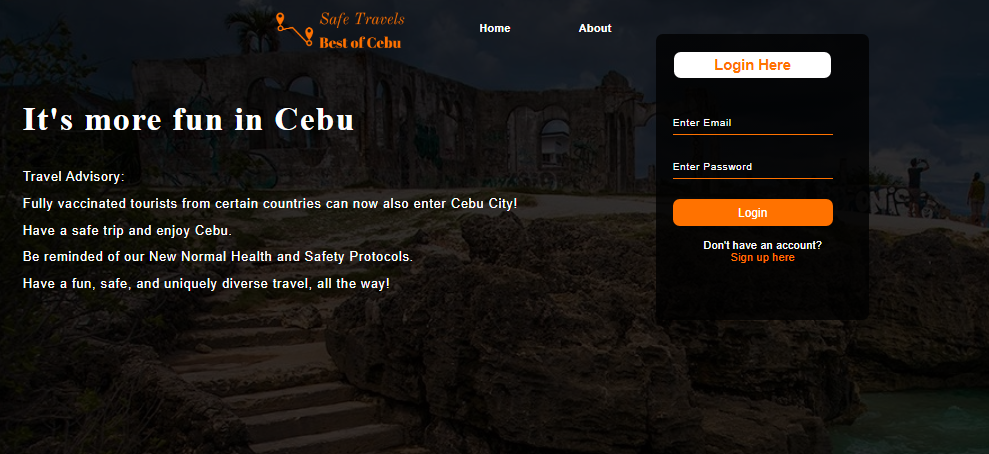 Safe Travels
Best of Cebu
Home
About
Login Here
Enter Email
Enter Password
Login
Don't have an account?
Sign up here
It's more fun in Cebu
Travel Advisory:
Fully vaccinated tourists from certain countries can now also enter Cebu City!
Have a safe trip and enjoy Cebu.
Be reminded of our New Normal Health and Safety Protocols.
Have a fun, safe, and uniquely diverse travel, all the way!